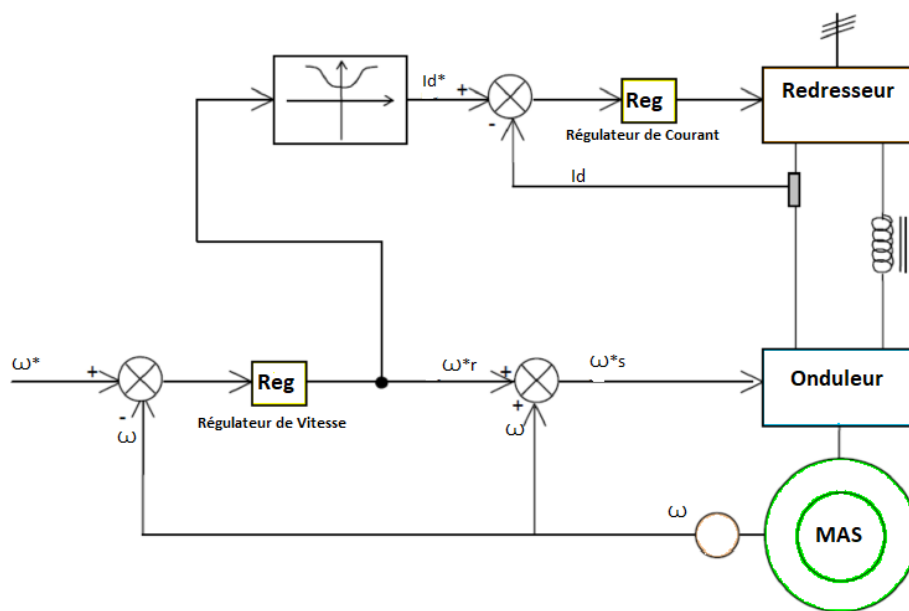 Id*
+
-
Reg
Régulateur de Courant
Redresseur
Id
ω*
+
-
ω
Reg
Régulateur de Vitesse
ω*r
+
+
ω
ω*s
Onduleur
ω
MAS